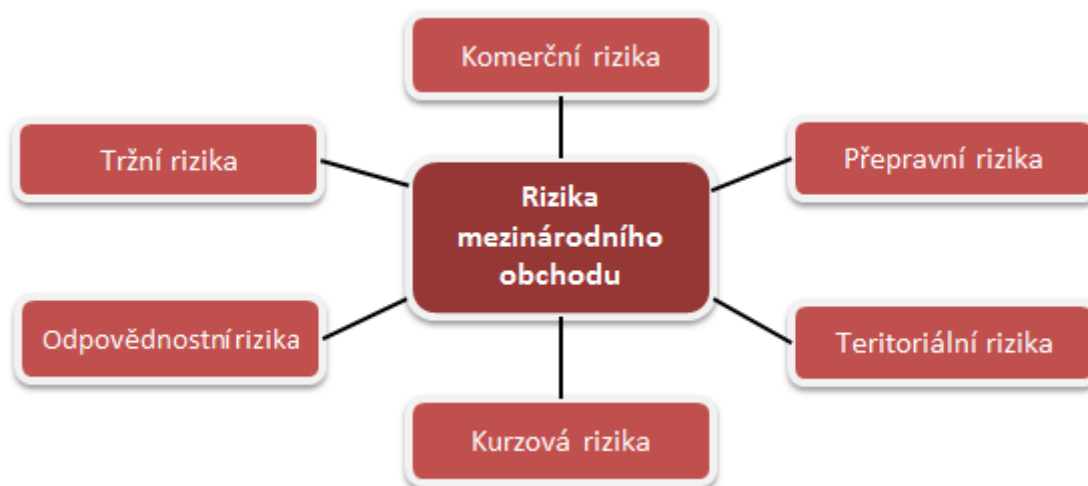 Komerční rizika
Tržní rizika
Přepravní rizika
Rizika
mezinárodního
obchodu
Odpovědnostní rizika
Teritoriální rizika
Kurzová rizika